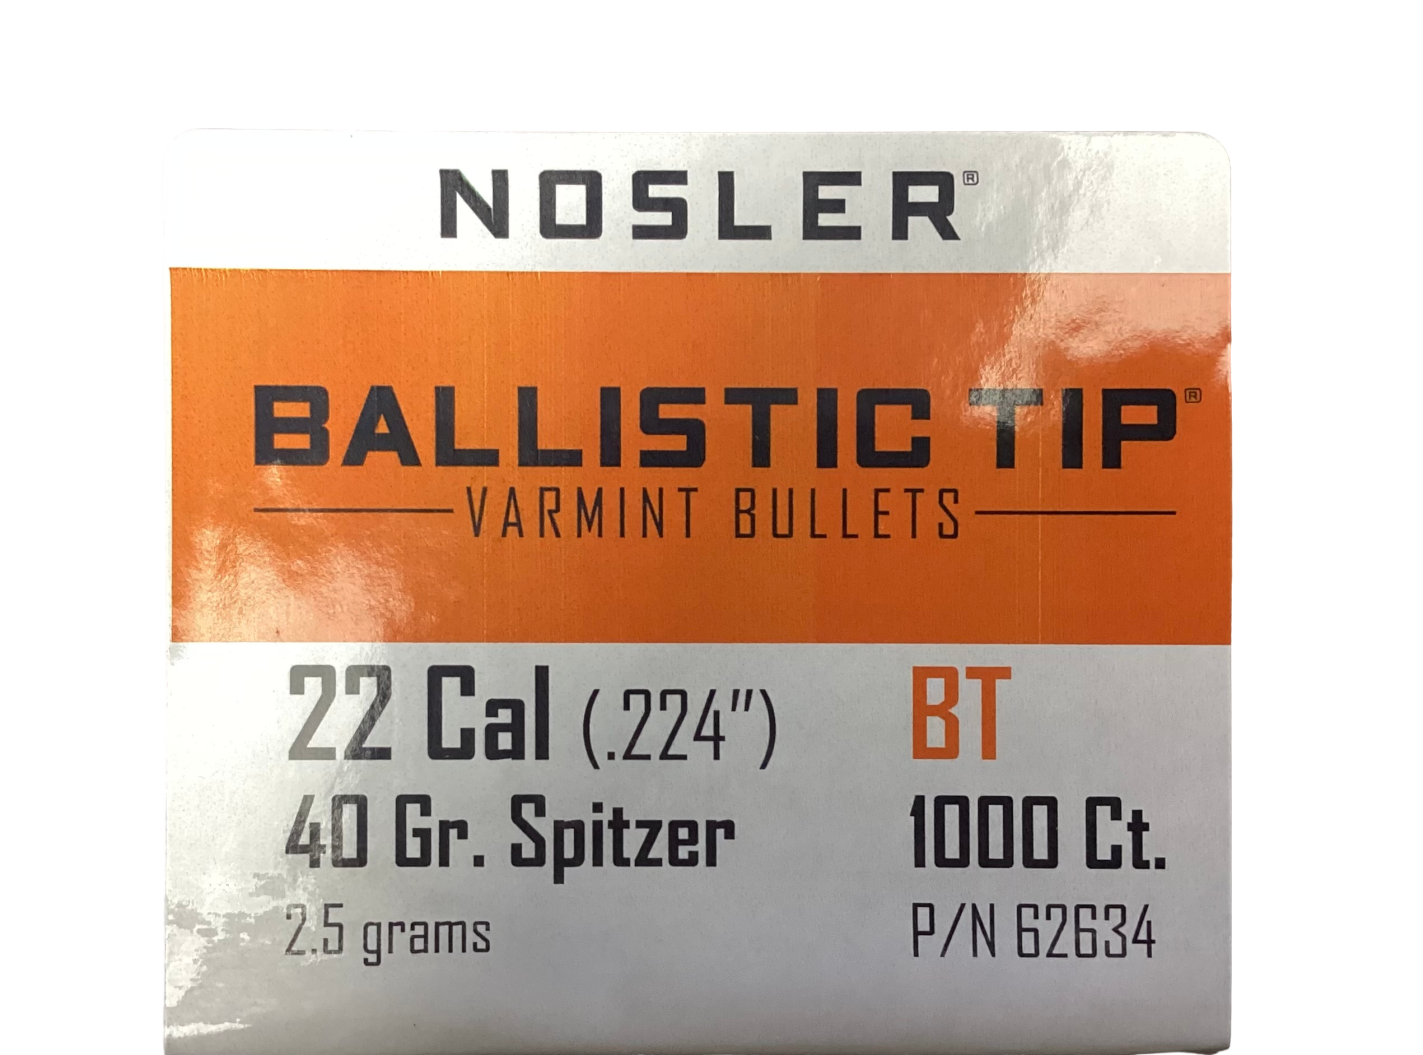 NOSLER®
BALLISTIC TIP®
VARMINT BULLETS
22 Cal (.224") BT
40 Gr. Spitzer 1000 Ct.
2.5 grams P/N 62634